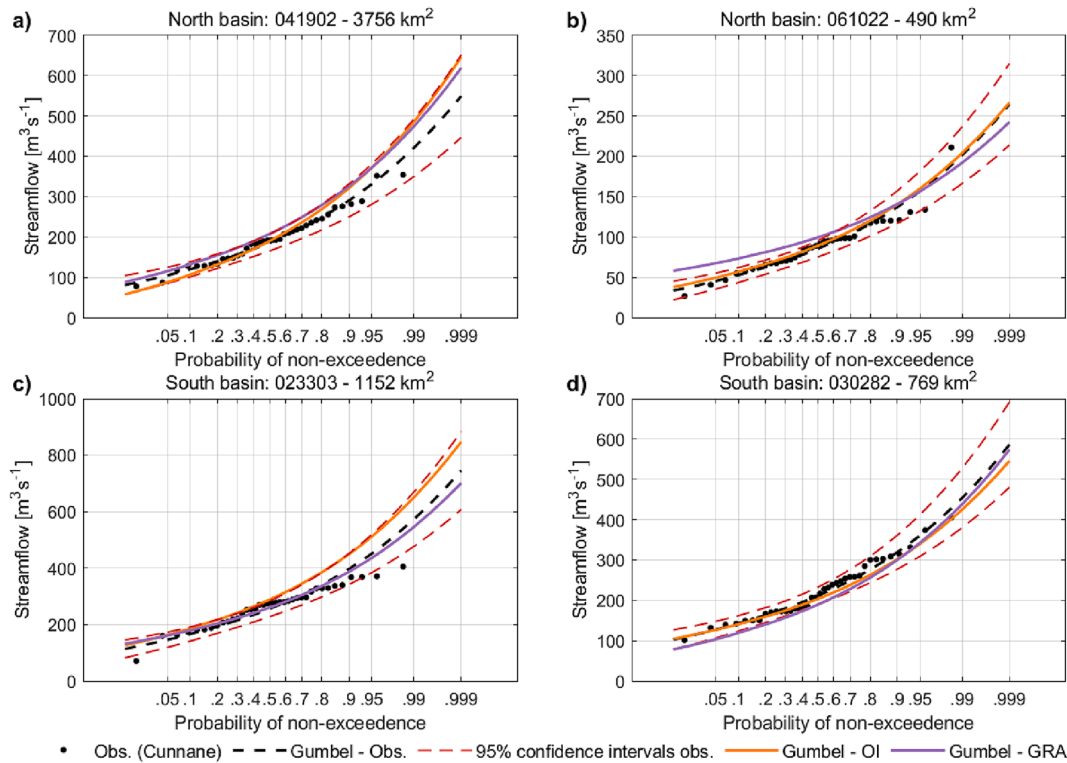 a) North basin: 041902 - 3756 km²
700
600
500
400
300
200
100
0
Streamflow [m³s⁻¹]
.05 .1 .2 .3 .4 .5 .6 .7 .8 .9 .95 .99 .999
Probability of non-exceedence
b) North basin: 061022 - 490 km²
350
300
250
200
150
100
50
0
Streamflow [m³s⁻¹]
.05 .1 .2 .3 .4 .5 .6 .7 .8 .9 .95 .99 .999
Probability of non-exceedence
c) South basin: 023303 - 1152 km²
1000
800
600
400
200
0
Streamflow [m³s⁻¹]
.05 .1 .2 .3 .4 .5 .6 .7 .8 .9 .95 .99 .999
Probability of non-exceedence
d) South basin: 030282 - 769 km²
700
600
500
400
300
200
100
0
Streamflow [m³s⁻¹]
.05 .1 .2 .3 .4 .5 .6 .7 .8 .9 .95 .99 .999
Probability of non-exceedence
Obs. (Cunnane) Gumbel - Obs. 95% confidence intervals obs. Gumbel - OI Gumbel - GRA